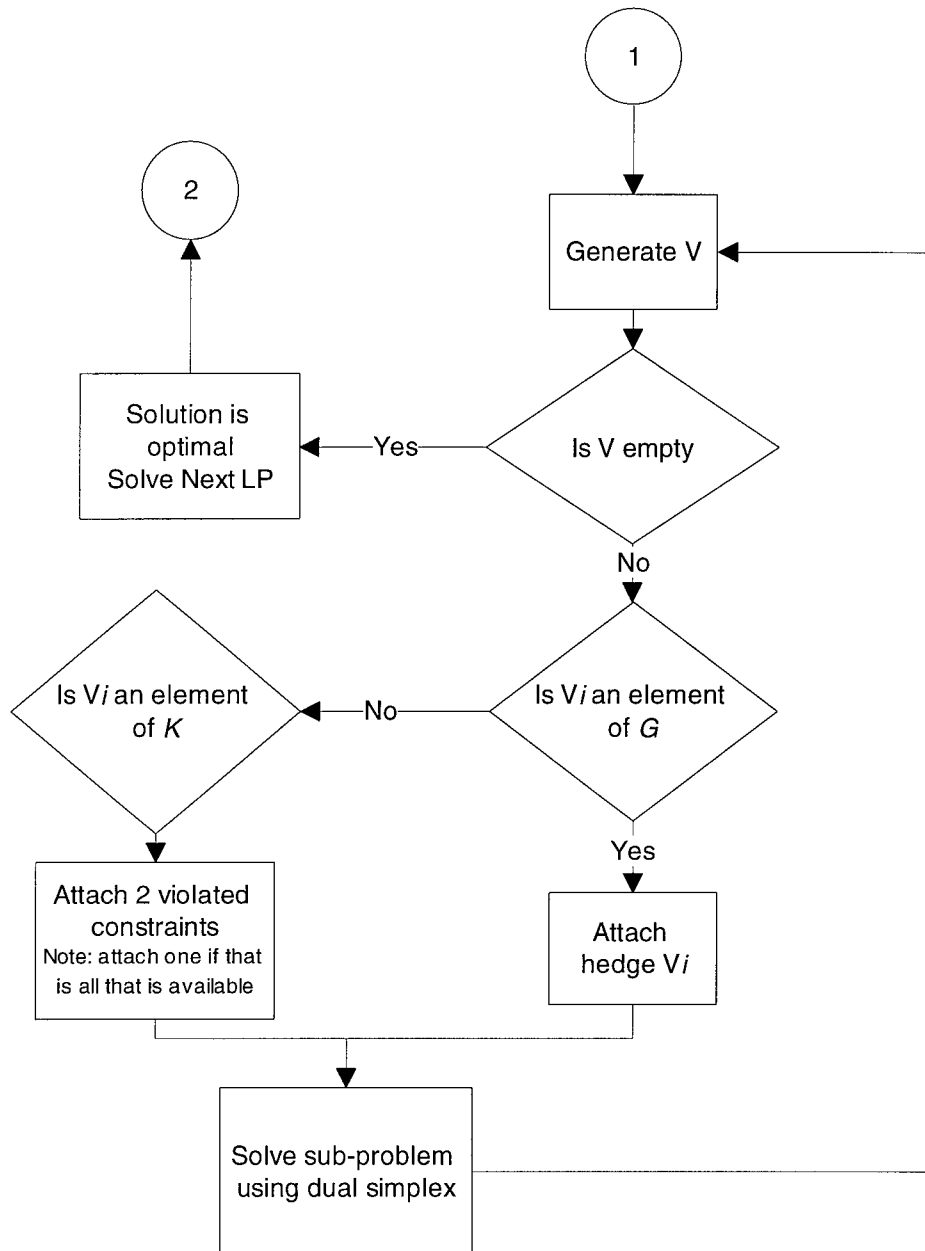 1
2
Generate V
Solution is
optimal
Solve Next LP
Yes
Is V empty
No
Is Vi an element
of K
No
Is Vi an element
of G
Yes
Attach 2 violated
constraints
Note: attach one if that
is all that is available
Attach
hedge Vi
Solve sub-problem
using dual simplex